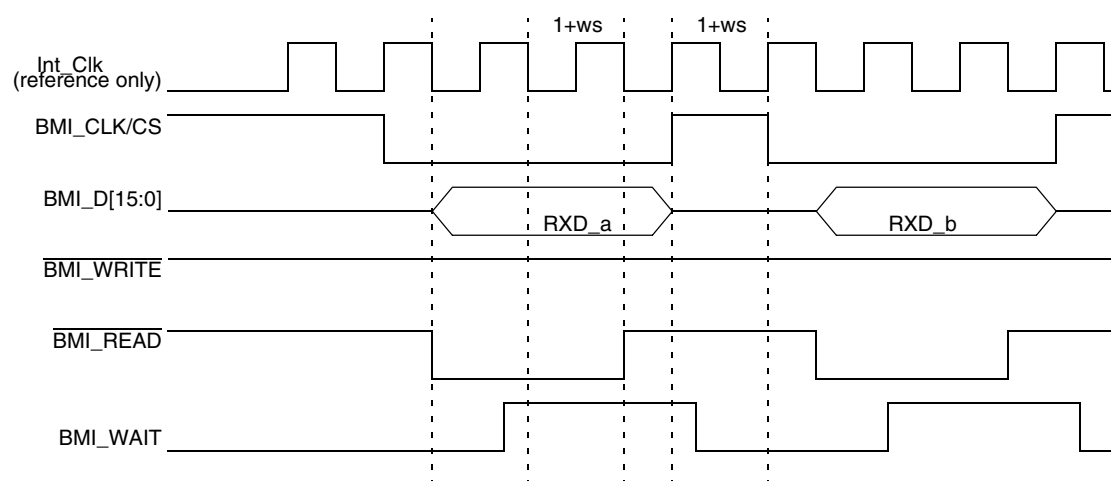 1+ws 1+ws
Int_Clk
(reference only)
BMI_CLK/CS
BMI_D[15:0]
RXD_a RXD_b
BMI_WRITE
BMI_READ
BMI_WAIT